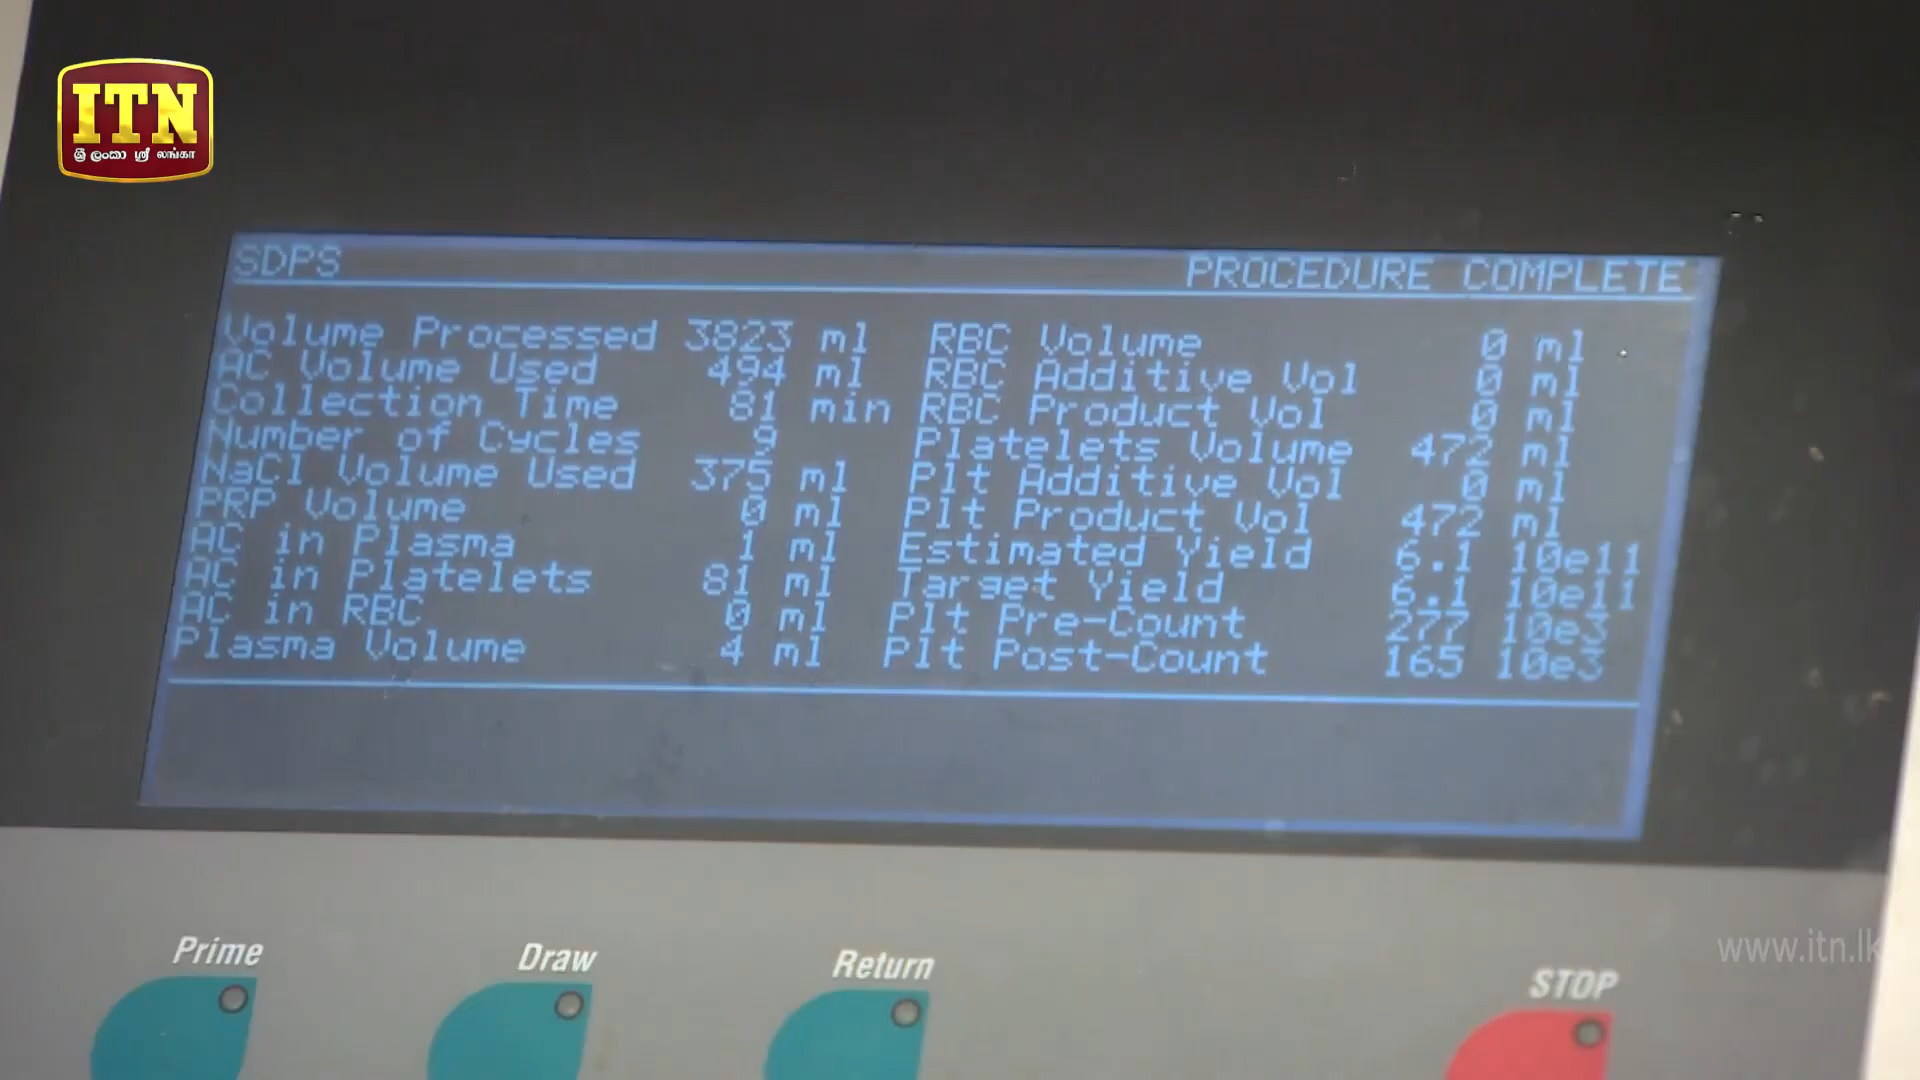 ITN
ශ්‍රී ලංකා ஸ்ரீ லங்கா
SDPS PROCEDURE COMPLETE
Volume Processed 3823 ml RBC Volume 0 ml
AC Volume Used 494 ml RBC Additive Vol 0 ml
Collection Time 81 min RBC Product Vol 0 ml
Number of Cycles 9 Platelets Volume 472 ml
NaCl Volume Used 375 ml Plt Additive Vol 0 ml
PRP Volume 0 ml Plt Product Vol 472 ml
AC in Plasma 1 ml Estimated Yield 6.1 10e11
AC in Platelets 81 ml Target Yield 6.1 10e11
AC in RBC 0 ml Plt Pre-Count 277 10e3
Plasma Volume 4 ml Plt Post-Count 165 10e3
www.itn.lk
Prime Draw Return STOP